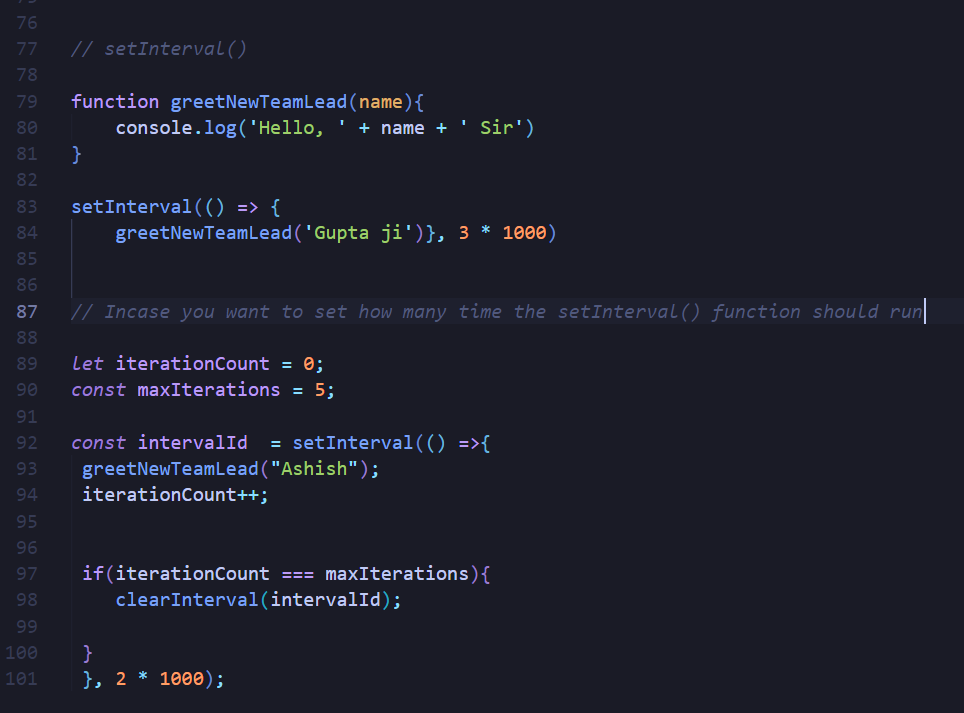 76
77 // setInterval()
78
79 function greetNewTeamLead(name){
80 console.log('Hello, ' + name + ' Sir')
81 }
82
83 setInterval(() => {
84 greetNewTeamLead('Gupta ji')}, 3 * 1000)
85
86
87 // Incase you want to set how many time the setInterval() function should run
88
89 let iterationCount = 0;
90 const maxIterations = 5;
91
92 const intervalId  = setInterval(() =>{
93 greetNewTeamLead("Ashish");
94 iterationCount++;
95
96
97 if(iterationCount === maxIterations){
98 clearInterval(intervalId);
99
100 }
101 }, 2 * 1000);